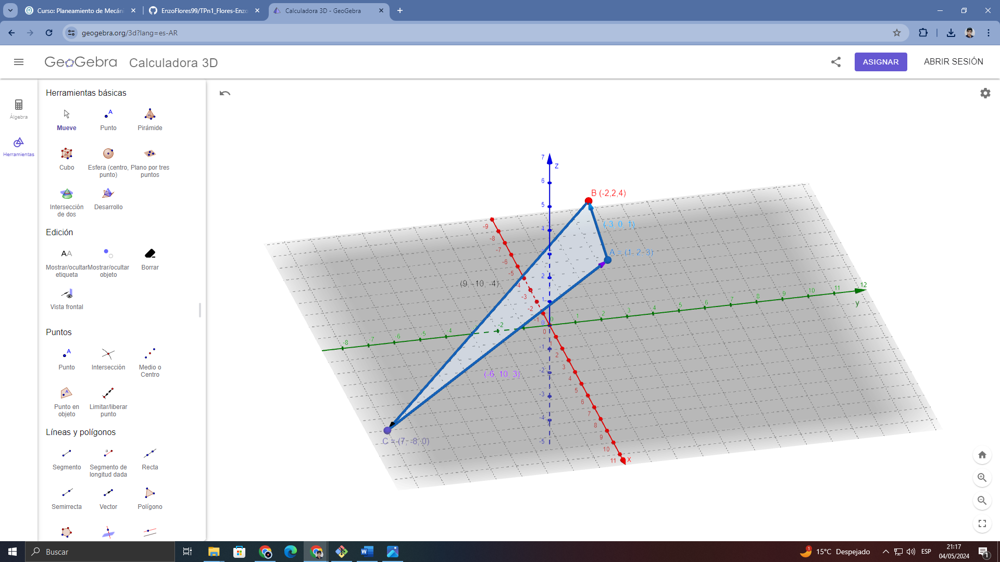 Curso: Planeamiento de Mecáni
EnzoFlores99/TPn1_Flores-Enzo
Calculadora 3D - GeoGebra
geogebra.org/3d?lang=es-AR
GeoGebra
Calculadora 3D
ASIGNAR
ABRIR SESIÓN
Álgebra
Herramientas
Herramientas básicas
Mueve
Punto
Pirámide
Cubo
Esfera (centro, punto)
Plano por tres puntos
Intersección de dos
Desarrollo
Edición
AA
Mostrar/ocultar etiqueta
Mostrar/ocultar objeto
Borrar
Vista frontal
Puntos
Punto
Intersección
Medio o Centro
Punto en objeto
Limitar/liberar punto
Líneas y polígonos
Segmento
Segmento de longitud dada
Recta
Semirrecta
Vector
Polígono
7
z
6
5
4
2
1
0
-1
-2
-3
-4
-5
B (-2,2,4)
(-3, 0, 1)
A = (1, 2, 3)
(9, -10, -4)
(-6, 10, 3)
C = (7, -8, 0)
-9
-8
-7
-6
-5
-4
-3
-2
-1
0
2
3
4
5
6
7
8
9
10
11
X
-8
-7
-6
-5
-4
-2
0
1
2
3
4
5
6
7
8
9
10
11
12
y
Buscar
15°C Despejado
ESP
21:17
04/05/2024
1